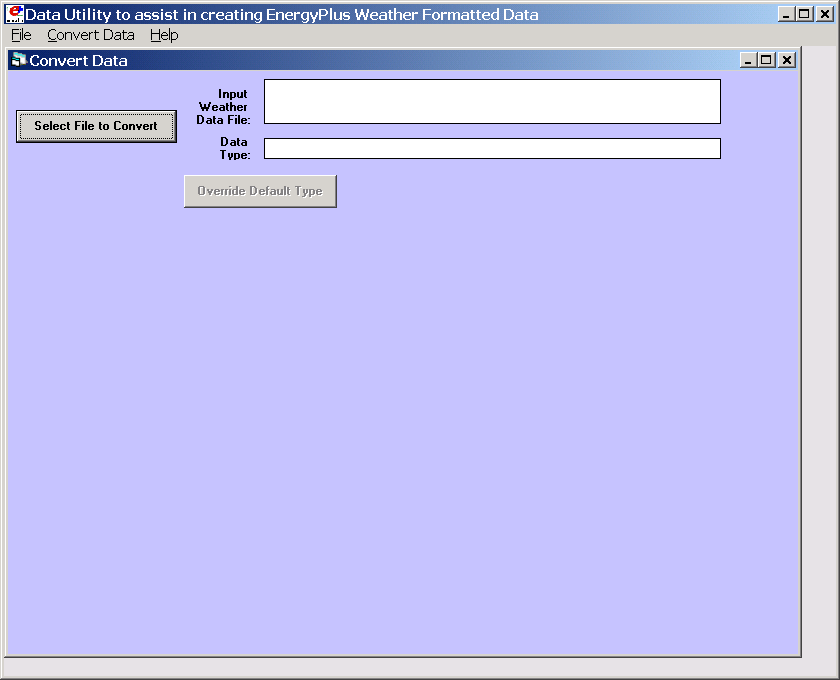 Data Utility to assist in creating EnergyPlus Weather Formatted Data
File Convert Data Help
Convert Data
Select File to Convert
Input
Weather
Data File:
Data
Type:
Override Default Type